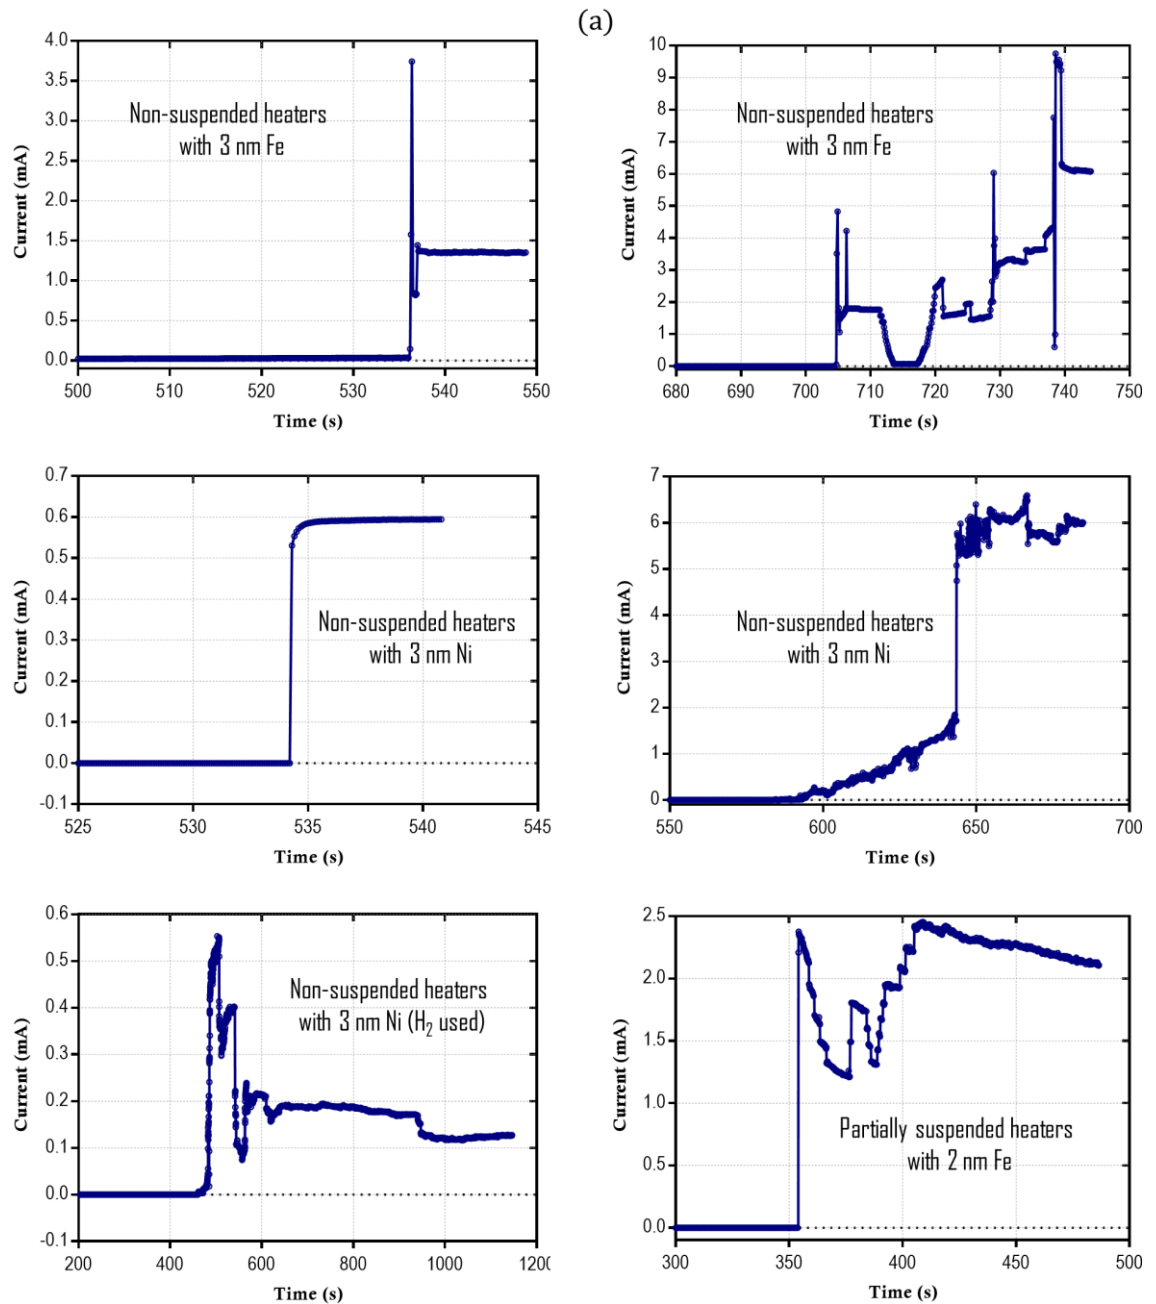 (a)
4.0
3.5
3.0
2.5
2.0
1.5
1.0
0.5
0.0
Current (mA)
Non-suspended heaters
with 3 nm Fe
500 510 520 530 540 550
Time (s)
10
9
8
7
6
5
4
3
2
1
0
Current (mA)
Non-suspended heaters
with 3 nm Fe
680 690 700 710 720 730 740 750
Time (s)
0.7
0.6
0.5
0.4
0.3
0.2
0.1
0.0
-0.1
Current (mA)
Non-suspended heaters
with 3 nm Ni
525 530 535 540 545
Time (s)
7
6
5
4
3
2
1
0
Current (mA)
Non-suspended heaters
with 3 nm Ni
550 600 650 700
Time (s)
0.6
0.5
0.4
0.3
0.2
0.1
0.0
-0.1
Current (mA)
Non-suspended heaters
with 3 nm Ni (H₂ used)
200 400 600 800 1000 1200
Time (s)
2.5
2.0
1.5
1.0
0.5
0.0
Current (mA)
Partially suspended heaters
with 2 nm Fe
300 350 400 450 500
Time (s)